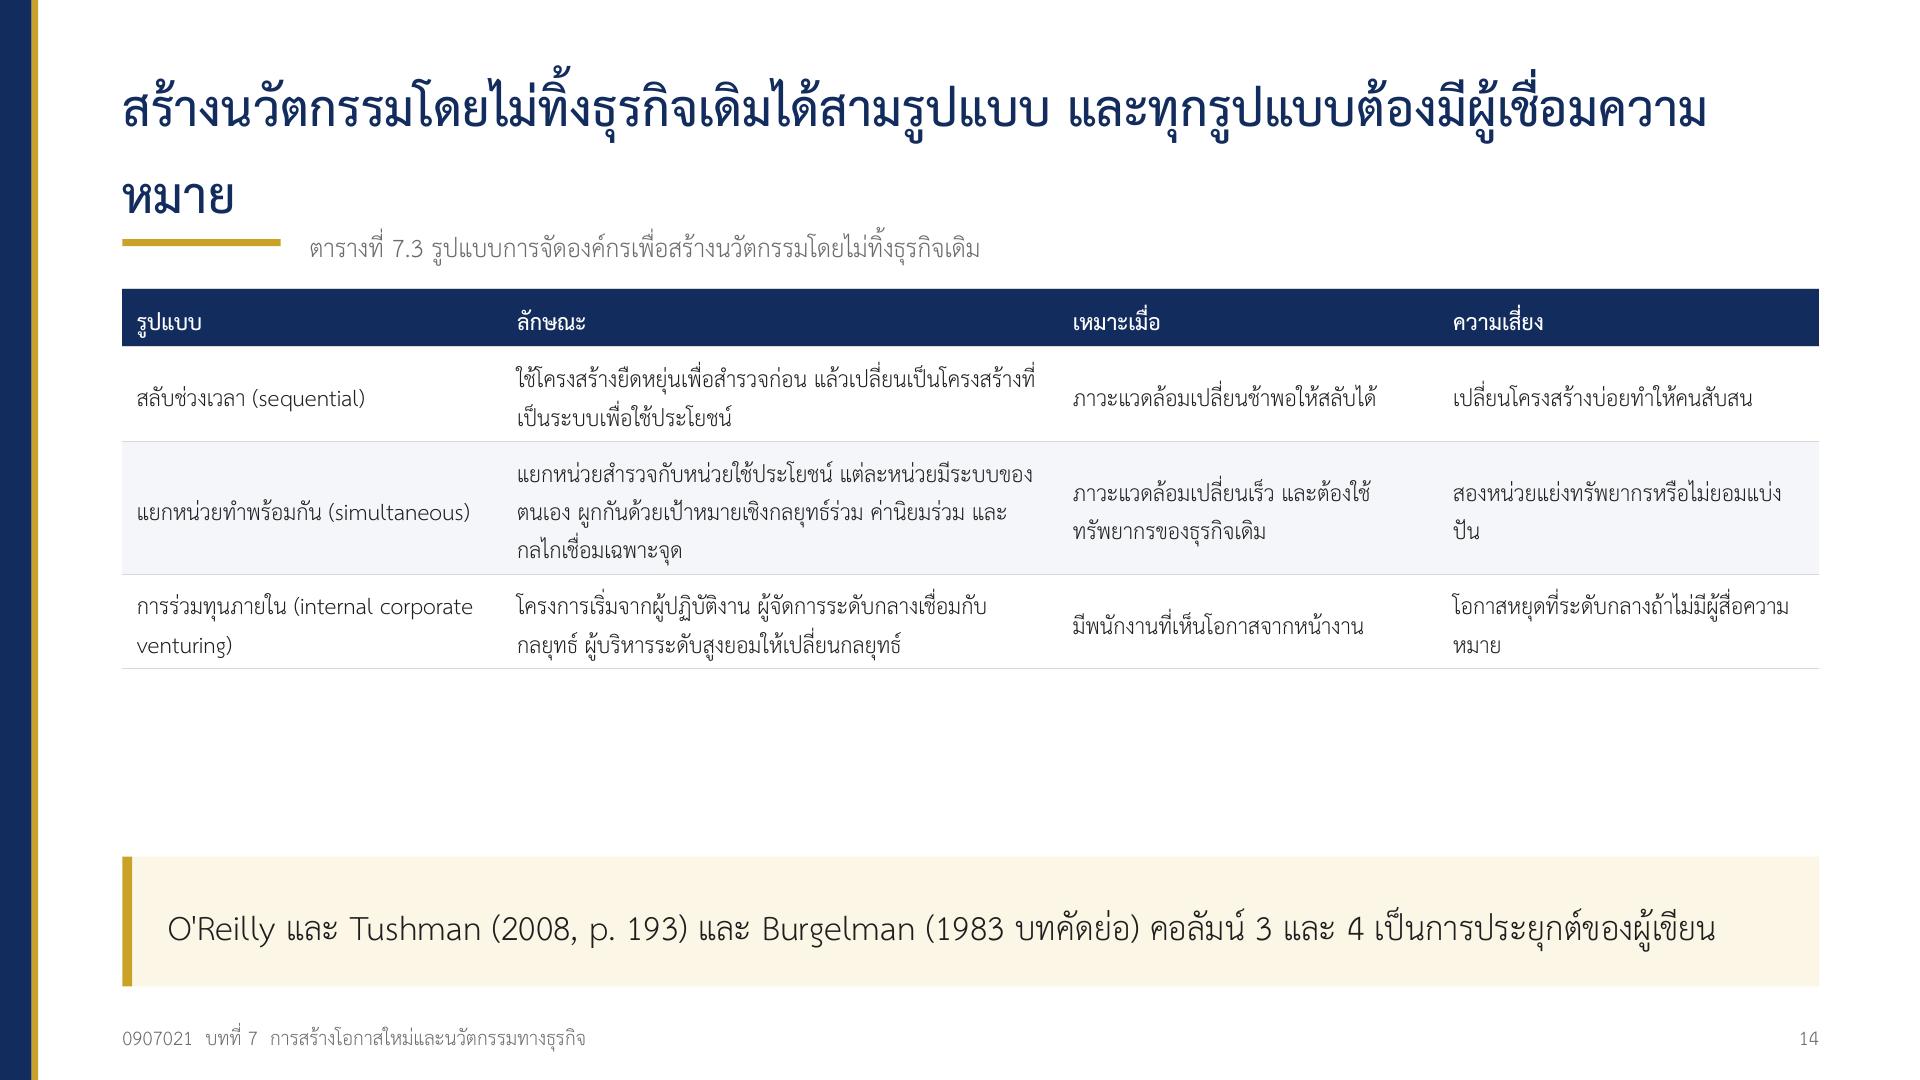 สร้างนวัตกรรมโดยไม่ทิ้งธุรกิจเดิมได้สามรูปแบบ และทุกรูปแบบต้องมีผู้เชื่อมความ
หมาย
ตารางที่ 7.3 รูปแบบการจัดองค์กรเพื่อสร้างนวัตกรรมโดยไม่ทิ้งธุรกิจเดิม
รูปแบบ ลักษณะ เหมาะเมื่อ ความเสี่ยง
สลับช่วงเวลา (sequential)
ใช้โครงสร้างยืดหยุ่นเพื่อสำรวจก่อน แล้วเปลี่ยนเป็นโครงสร้างที่
เป็นระบบเพื่อใช้ประโยชน์
ภาวะแวดล้อมเปลี่ยนช้าพอให้สลับได้
เปลี่ยนโครงสร้างบ่อยทำให้คนสับสน
แยกหน่วยทำพร้อมกัน (simultaneous)
แยกหน่วยสำรวจกับหน่วยใช้ประโยชน์ แต่ละหน่วยมีระบบของ
ตนเอง ผูกกันด้วยเป้าหมายเชิงกลยุทธ์ร่วม ค่านิยมร่วม และ
กลไกเชื่อมเฉพาะจุด
ภาวะแวดล้อมเปลี่ยนเร็ว และต้องใช้
ทรัพยากรของธุรกิจเดิม
สองหน่วยแย่งทรัพยากรหรือไม่ยอมแบ่ง
ปัน
การร่วมทุนภายใน (internal corporate
venturing)
โครงการเริ่มจากผู้ปฏิบัติงาน ผู้จัดการระดับกลางเชื่อมกับ
กลยุทธ์ ผู้บริหารระดับสูงยอมให้เปลี่ยนกลยุทธ์
มีพนักงานที่เห็นโอกาสจากหน้างาน
โอกาสหยุดที่ระดับกลางถ้าไม่มีผู้สื่อความ
หมาย
O'Reilly และ Tushman (2008, p. 193) และ Burgelman (1983 บทคัดย่อ) คอลัมน์ 3 และ 4 เป็นการประยุกต์ของผู้เขียน
0907021 บทที่ 7 การสร้างโอกาสใหม่และนวัตกรรมทางธุรกิจ
14